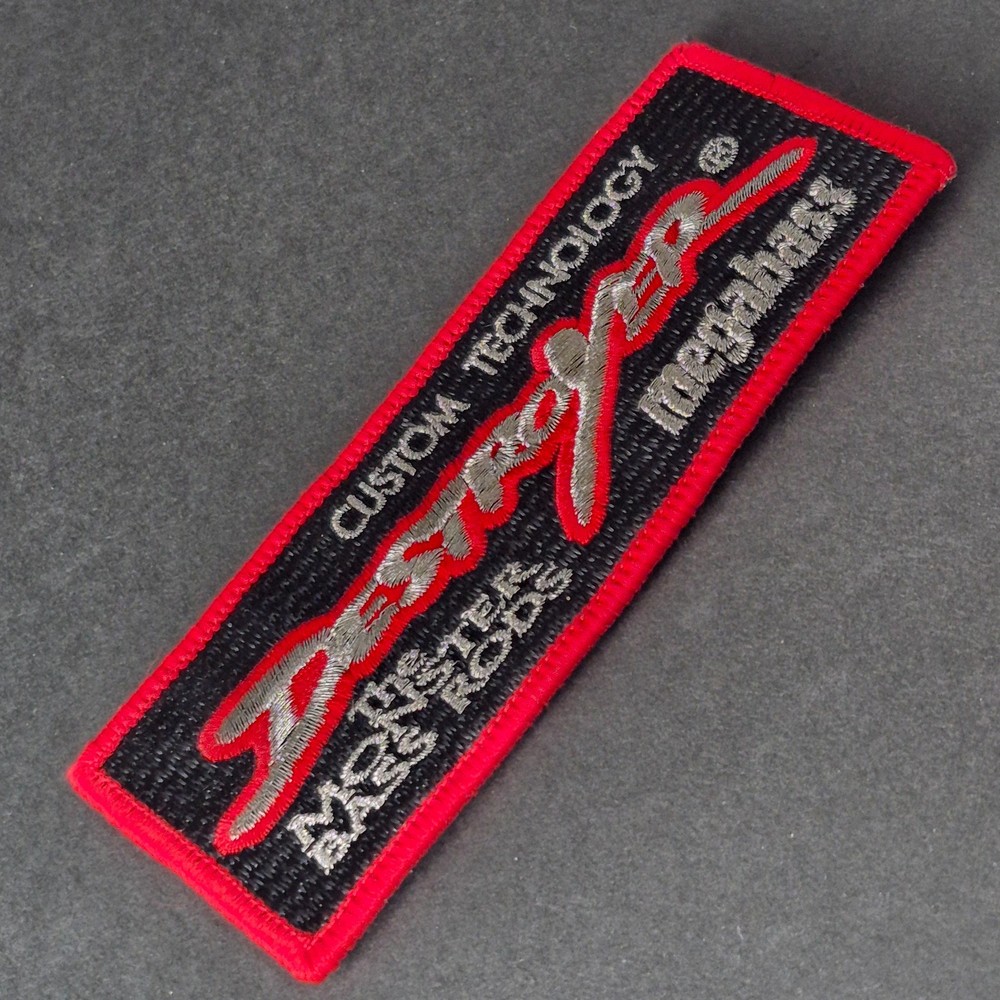 CUSTOM TECHNOLOGY
DESTROYER®
megabass
the
MONSTER
BASS RODS